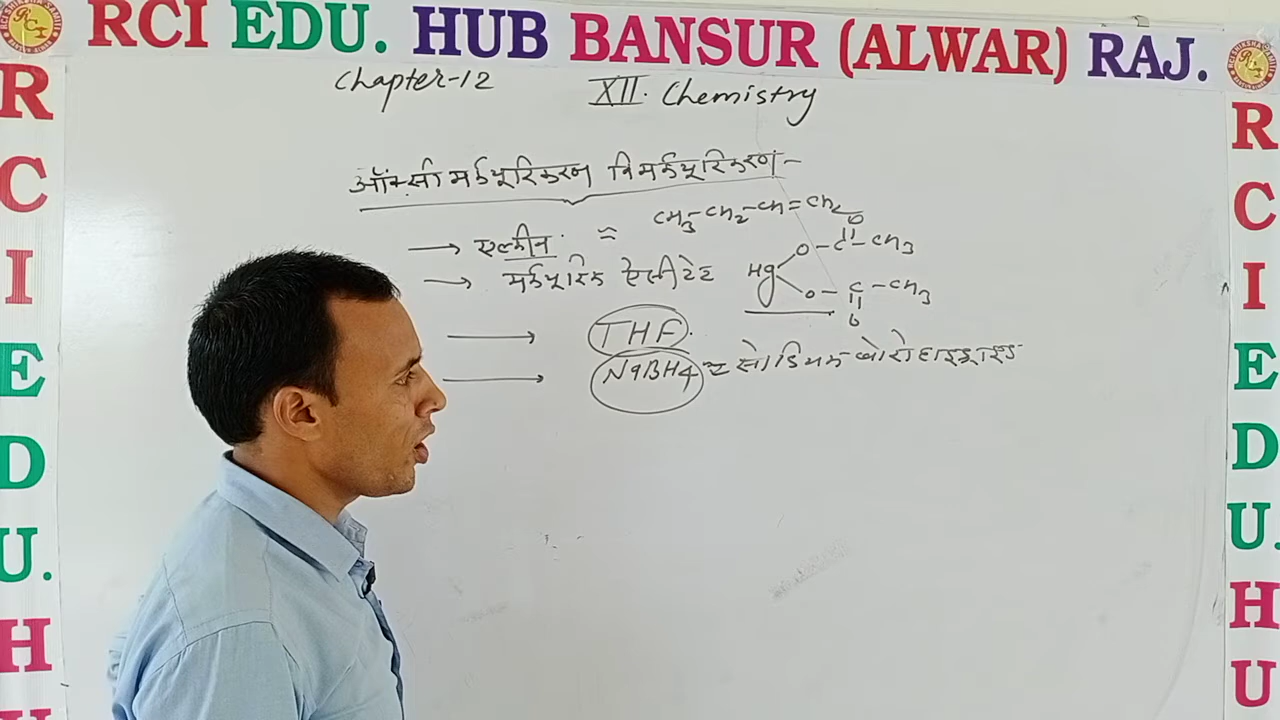 RCI EDU. HUB BANSUR (ALWAR) RAJ.
Chapter-12 XII. Chemistry
ऑक्सी मर्क्यूरिकरण विमर्क्यूरिकरण -
→ एल्कीन. ≈ CH3-CH2-CH=CH2
→ मर्क्यूरिक ऐसीटेट
O
O-C-CH3
Hg
O-C-CH3
O
→ THF.
→ NaBH4 ≈ सोडियम बोरोहाइड्राइड
R
C
I
E
D
U.
H
R
C
I
E
D
U.
H
U